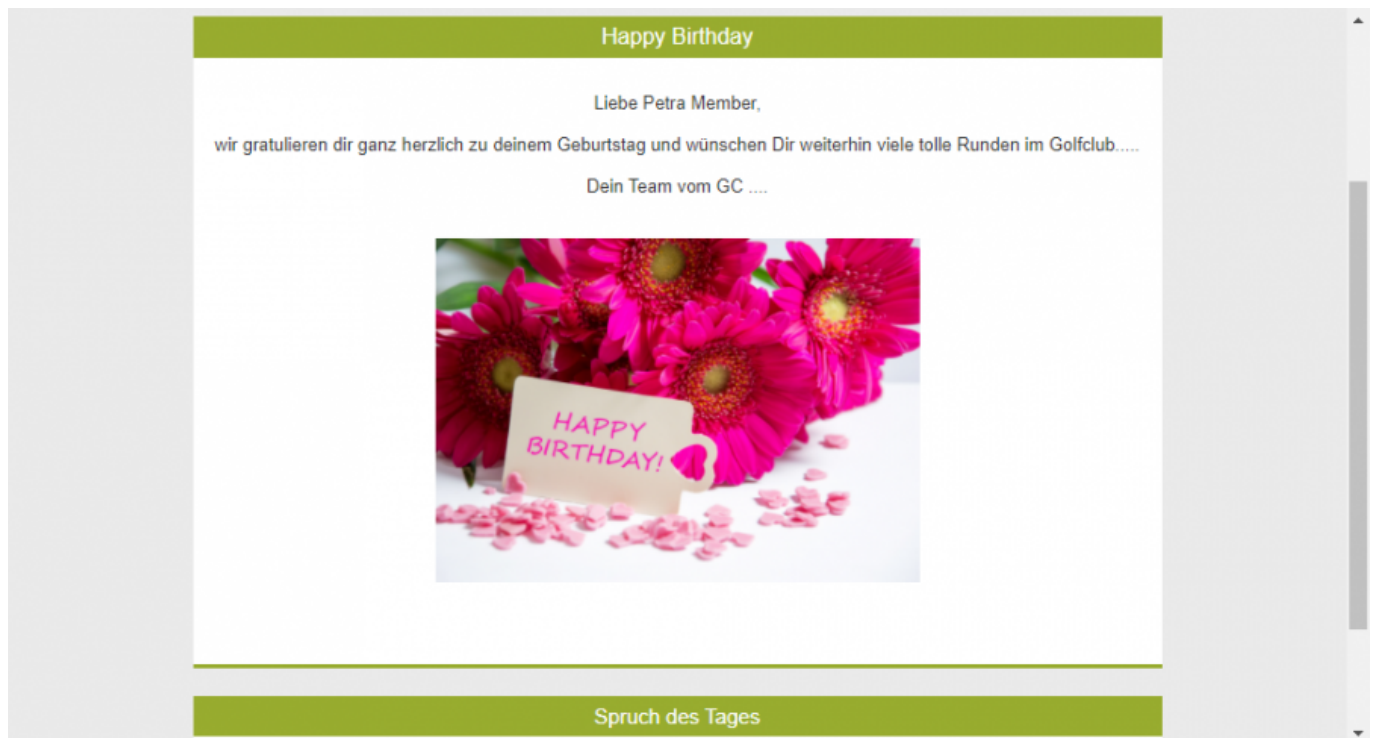 Happy Birthday
Liebe Petra Member,
wir gratulieren dir ganz herzlich zu deinem Geburtstag und wünschen Dir weiterhin viele tolle Runden im Golfclub.....
Dein Team vom GC ....
HAPPY
BIRTHDAY!
Spruch des Tages